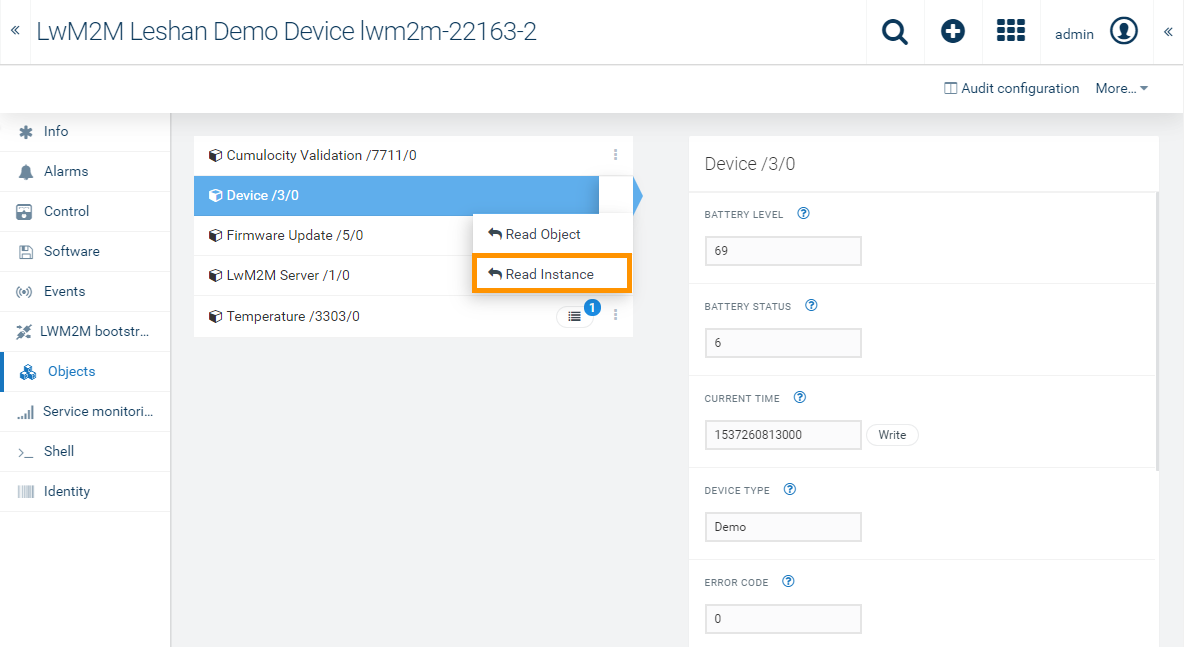 « LwM2M Leshan Demo Device lwm2m-22163-2 admin «
Audit configuration More...
Info
Alarms
Control
Software
Events
LWM2M bootstr...
Objects
Service monitori...
Shell
Identity
Cumulocity Validation /7711/0
Device /3/0
Firmware Update /5/0
LwM2M Server /1/0
Temperature /3303/0
1
Read Object
Read Instance
Device /3/0
BATTERY LEVEL ?
69
BATTERY STATUS ?
6
CURRENT TIME ?
1537260813000 Write
DEVICE TYPE ?
Demo
ERROR CODE ?
0